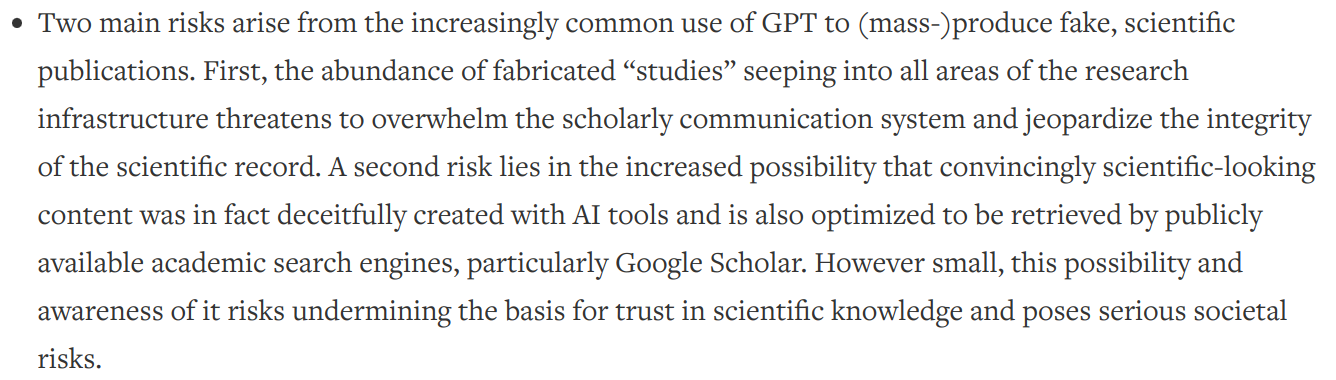 • Two main risks arise from the increasingly common use of GPT to (mass-)produce fake, scientific
publications. First, the abundance of fabricated “studies” seeping into all areas of the research
infrastructure threatens to overwhelm the scholarly communication system and jeopardize the integrity
of the scientific record. A second risk lies in the increased possibility that convincingly scientific-looking
content was in fact deceitfully created with AI tools and is also optimized to be retrieved by publicly
available academic search engines, particularly Google Scholar. However small, this possibility and
awareness of it risks undermining the basis for trust in scientific knowledge and poses serious societal
risks.